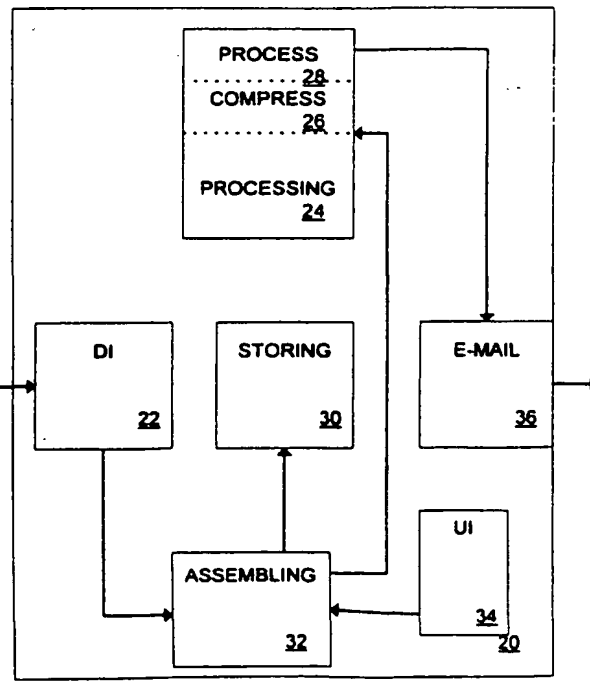 PROCESS
28
COMPRESS
26
PROCESSING
24
DI
22
STORING
30
E-MAIL
36
ASSEMBLING
32
UI
34
20